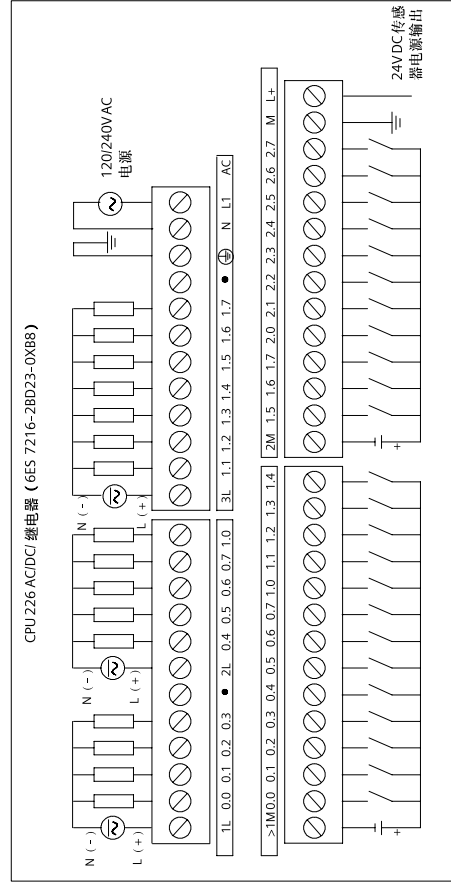 CPU 226 AC/DC/ 继电器（6ES 7216-2BD23-0XB8）
N (-)
L (+)
N (-)
L (+)
N (-)
L (+)
120/240V AC
电源
1L 0.0 0.1 0.2 0.3 • 2L 0.4 0.5 0.6 0.7 1.0
3L 1.1 1.2 1.3 1.4 1.5 1.6 1.7 • N L1 AC
>1M 0.0 0.1 0.2 0.3 0.4 0.5 0.6 0.7 1.0 1.1 1.2 1.3 1.4
2M 1.5 1.6 1.7 2.0 2.1 2.2 2.3 2.4 2.5 2.6 2.7 M L+
+
+
24V DC 传感
器电源输出